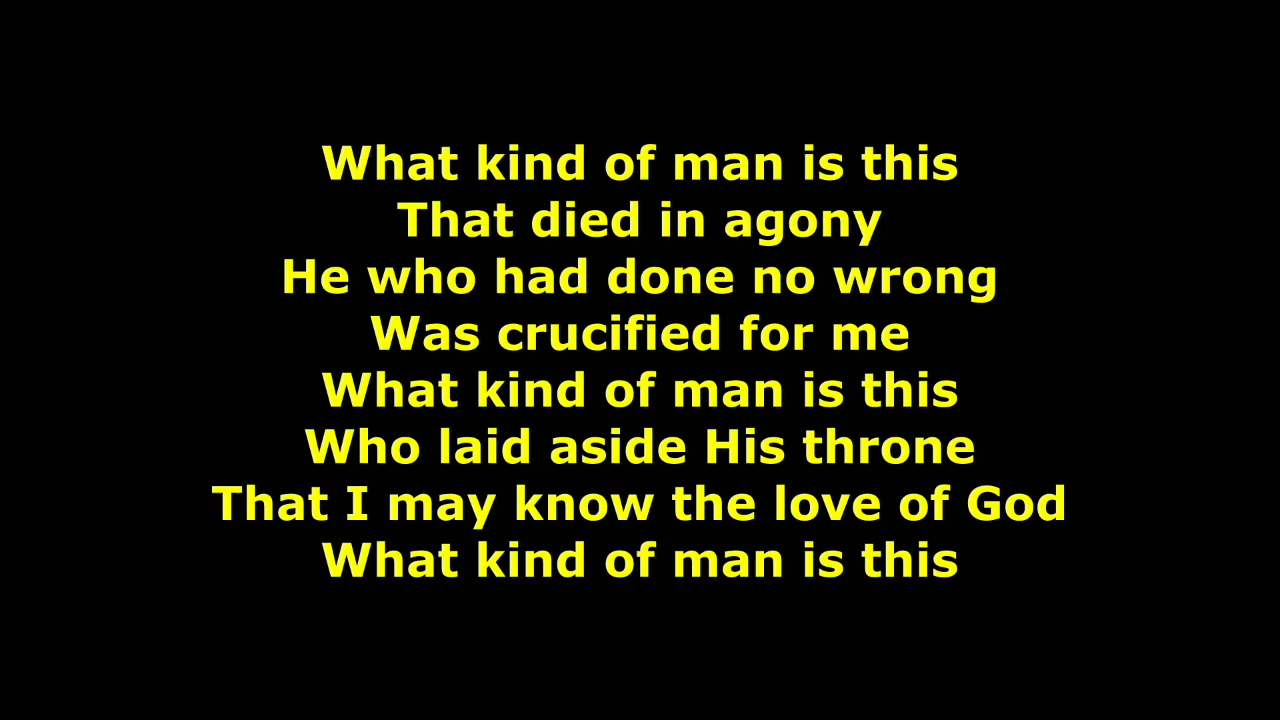 What kind of man is this
That died in agony
He who had done no wrong
Was crucified for me
What kind of man is this
Who laid aside His throne
That I may know the love of God
What kind of man is this